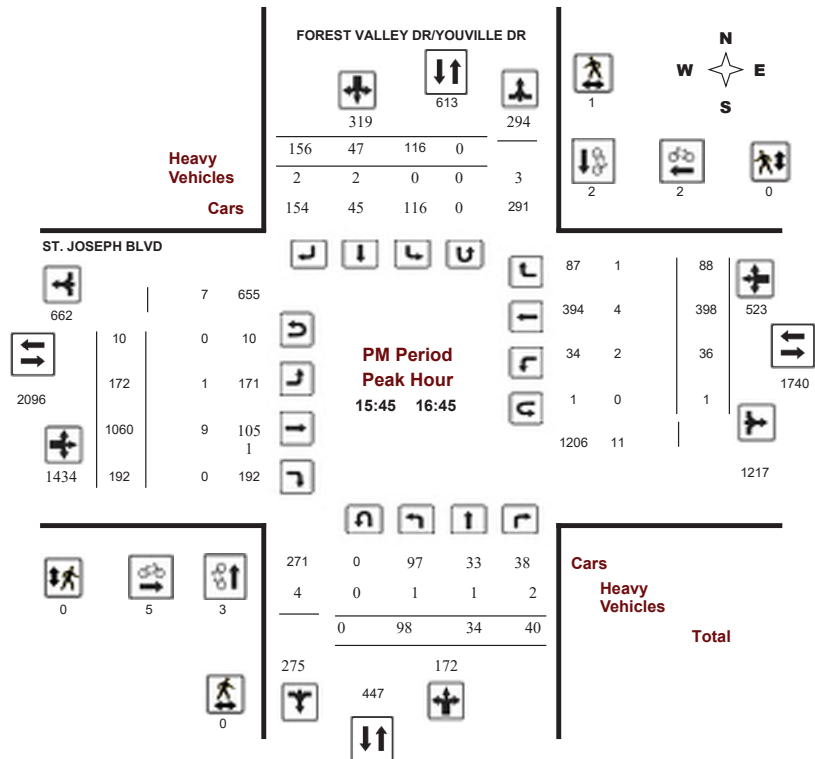 FOREST VALLEY DR/YOUVILLE DR
N
W E
S
613
1
319 294
156 47 116 0
Heavy
Vehicles
2 2 0 0 3
2 2 0
Cars
154 45 116 0 291
ST. JOSEPH BLVD
87 1 88
7 655
662
394 4 398 523
10 0 10
PM Period
Peak Hour
15:45 16:45
34 2 36
172 1 171
2096
1740
1 0 1
1060 9 105
1
1206 11
1434 192 0 192
1217
271 0 97 33 38
Cars
4 0 1 1 2
Heavy
Vehicles
0 5 3
0 98 34 40
Total
275 172
447
0